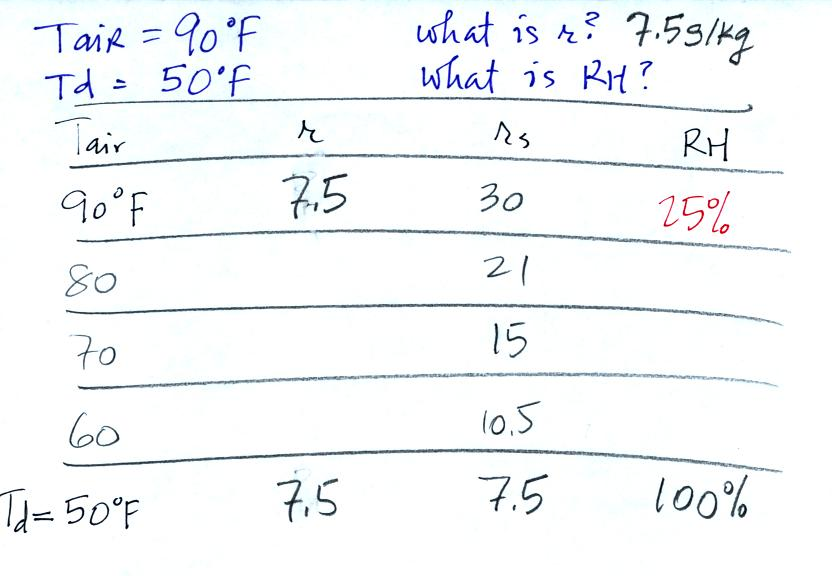 TaiR = 90°F what is r? 7.5g/kg
Td = 50°F what is RH?
Tair r rs RH
90°F 7.5 30 25%
80 21
70 15
60 10.5
Td = 50°F 7.5 7.5 100%